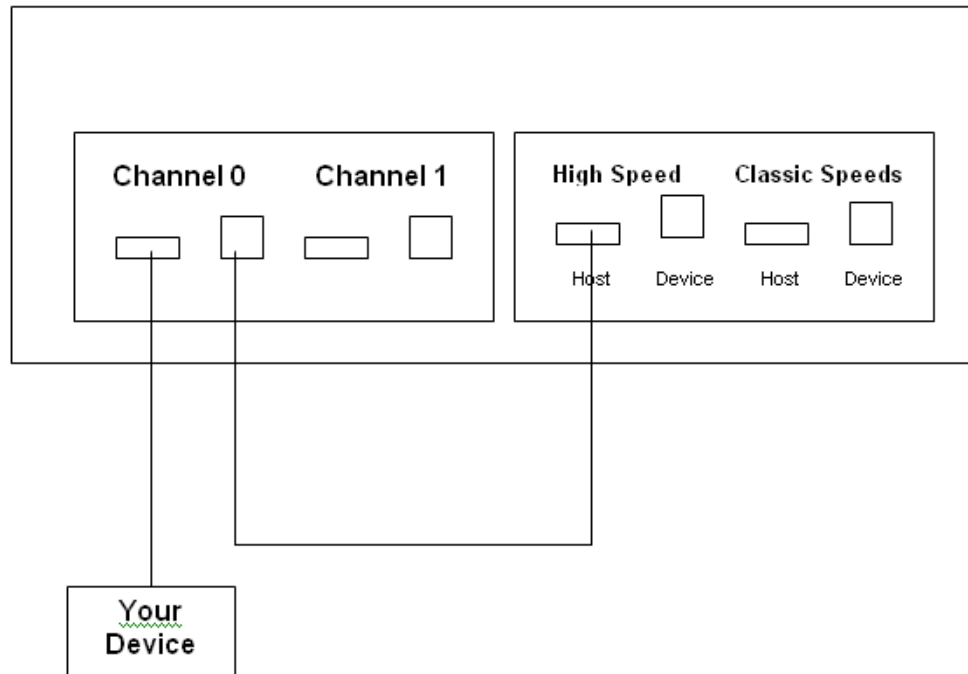 Channel 0 Channel 1
High Speed Classic Speeds
Host Device Host Device
Your
Device